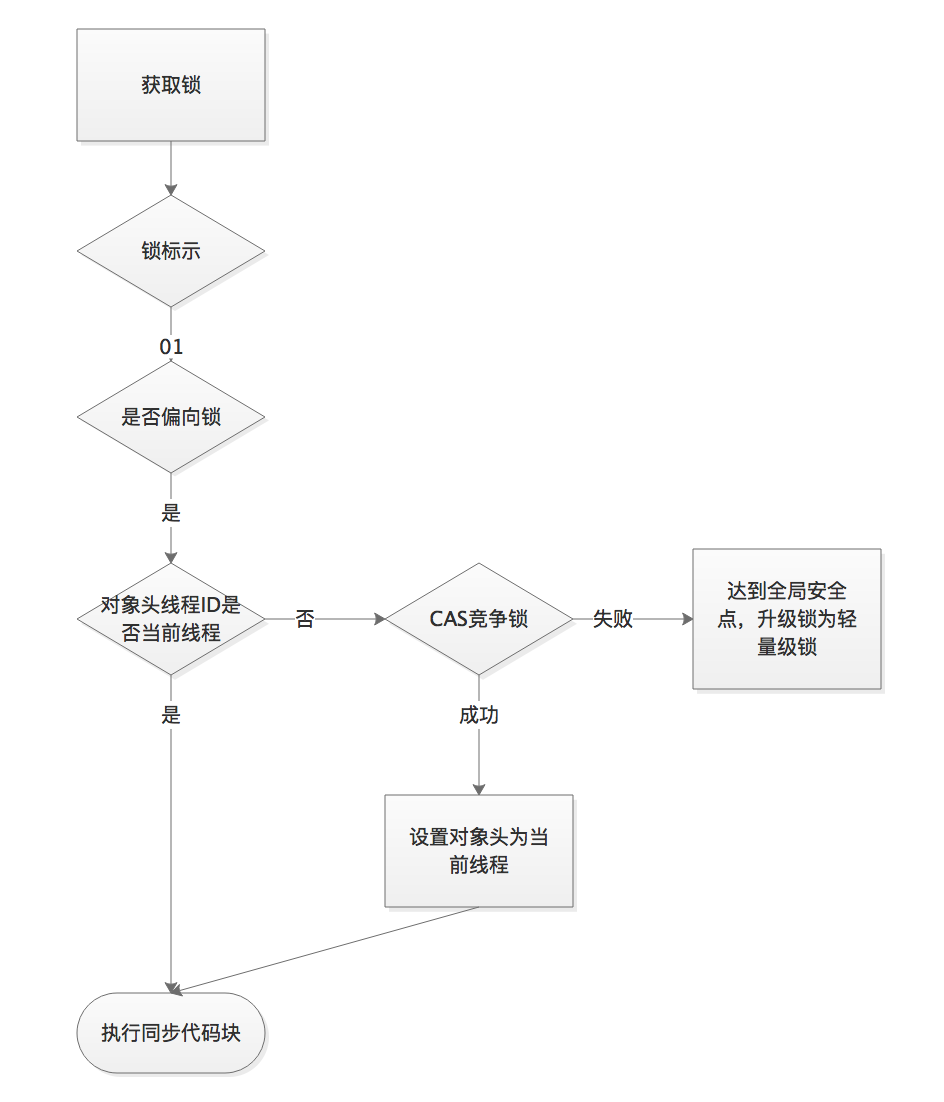 获取锁
锁标示
01
是否偏向锁
是
对象头线程ID是
否当前线程
否
CAS竞争锁
失败
达到全局安全
点，升级锁为轻
量级锁
是
成功
设置对象头为当
前线程
执行同步代码块